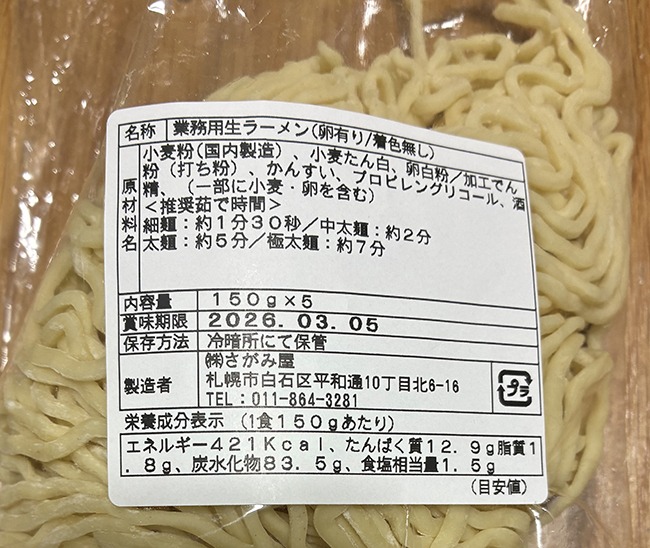 名称 業務用生ラーメン(卵有り/着色無し)
原材料名 小麦粉(国内製造)、小麦たん白、卵白粉/加工でん
粉(打ち粉)、かんすい、プロピレングリコール、酒
精、(一部に小麦・卵を含む)
<推奨茹で時間>
細麺:約1分30秒/中太麺:約2分
太麺:約5分/極太麺:約7分
内容量 150g×5
賞味期限 2026.03.05
保存方法 冷暗所にて保管
製造者 ㈱さがみ屋
札幌市白石区平和通10丁目北6-16
TEL:011-864-3281
プラ
栄養成分表示 (1食150gあたり)
エネルギー421Kcal、たんぱく質12.9g脂質1
.8g、炭水化物83.5g、食塩相当量1.5g
(目安値)